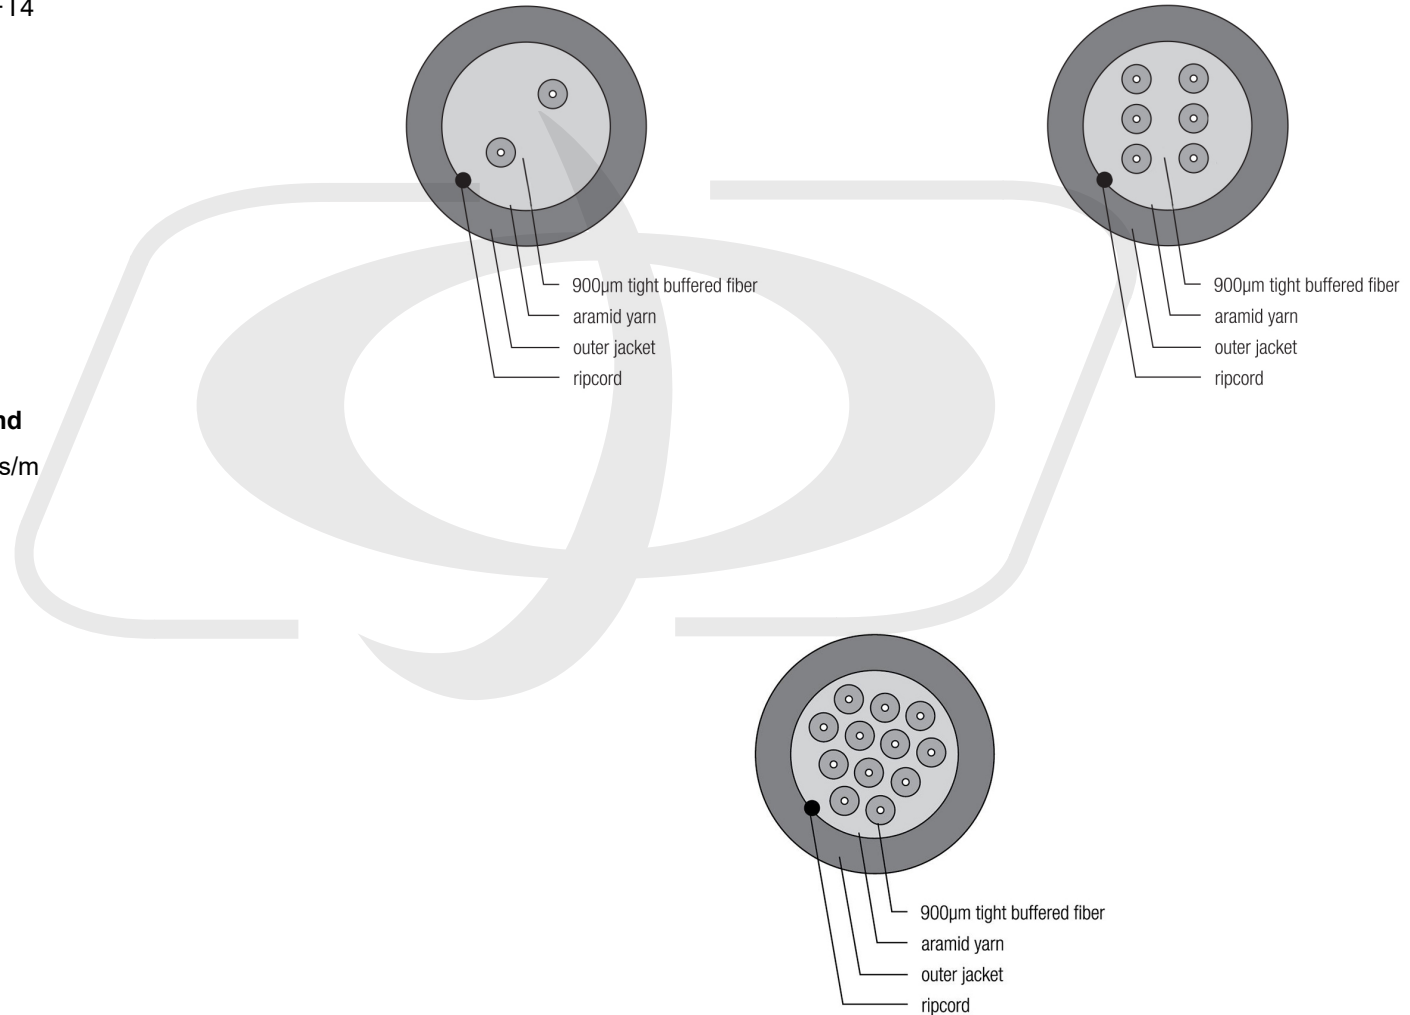 -T4
900µm tight buffered fiber
aramid yarn
outer jacket
ripcord
900µm tight buffered fiber
aramid yarn
outer jacket
ripcord
nd
s/m
900µm tight buffered fiber
aramid yarn
outer jacket
ripcord